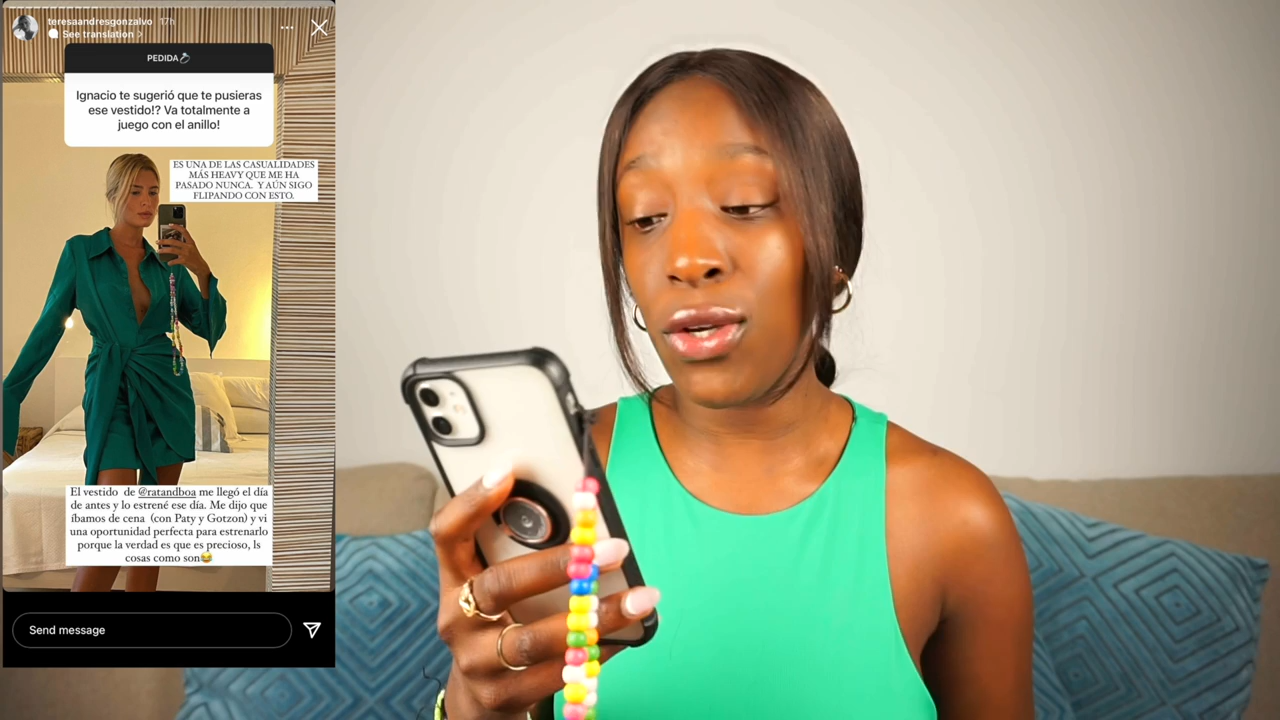 teresaandresgonzalvo 17h
See translation
PEDIDA
Ignacio te sugirió que te pusieras
ese vestido!? Va totalmente a
juego con el anillo!
ES UNA DE LAS CASUALIDADES
MÁS HEAVY QUE ME HA
PASADO NUNCA. Y AÚN SIGO
FLIPANDO CON ESTO.
El vestido de @ratandboa me llegó el día
de antes y lo estrené ese día. Me dijo que
íbamos de cena (con Paty y Gotzon) y vi
una oportunidad perfecta para estrenarlo
porque la verdad es que es precioso, ls
cosas como son😂
Send message